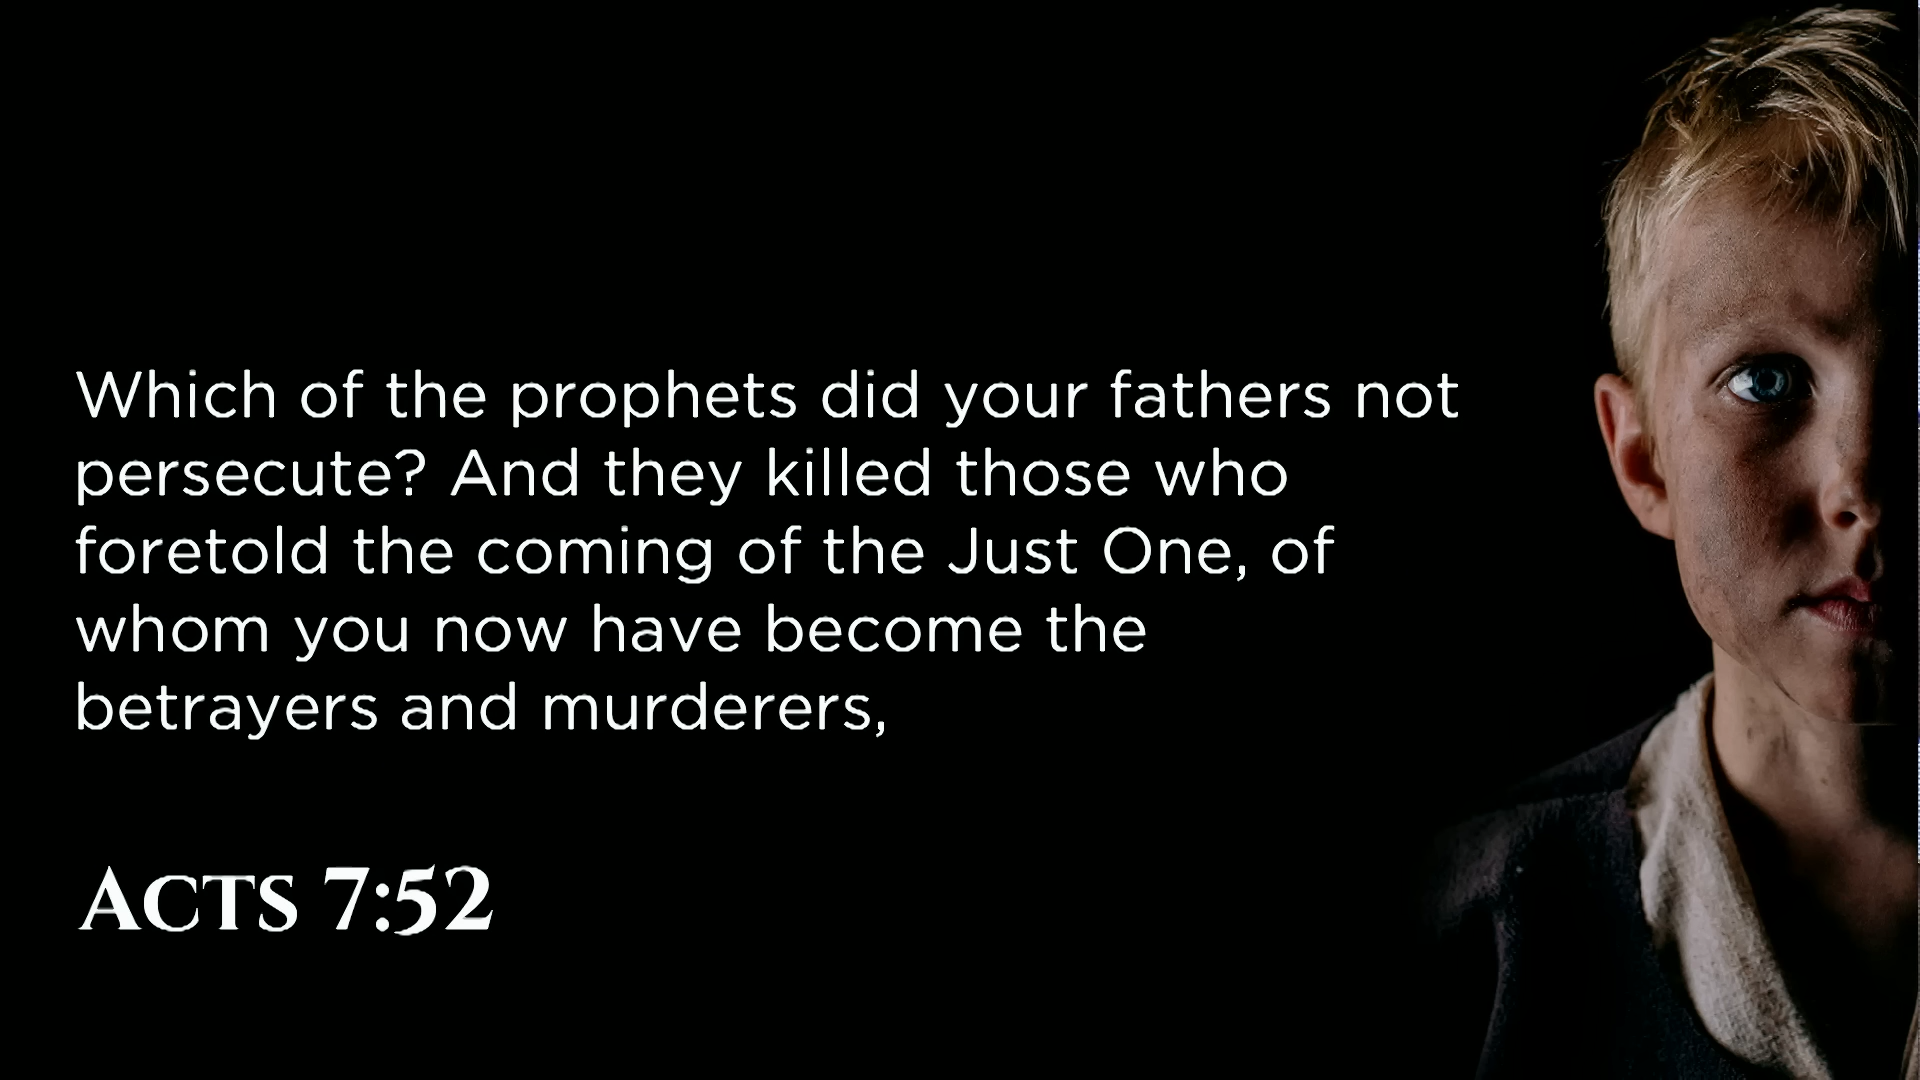 Which of the prophets did your fathers not
persecute? And they killed those who
foretold the coming of the Just One, of
whom you now have become the
betrayers and murderers,
Acts 7:52